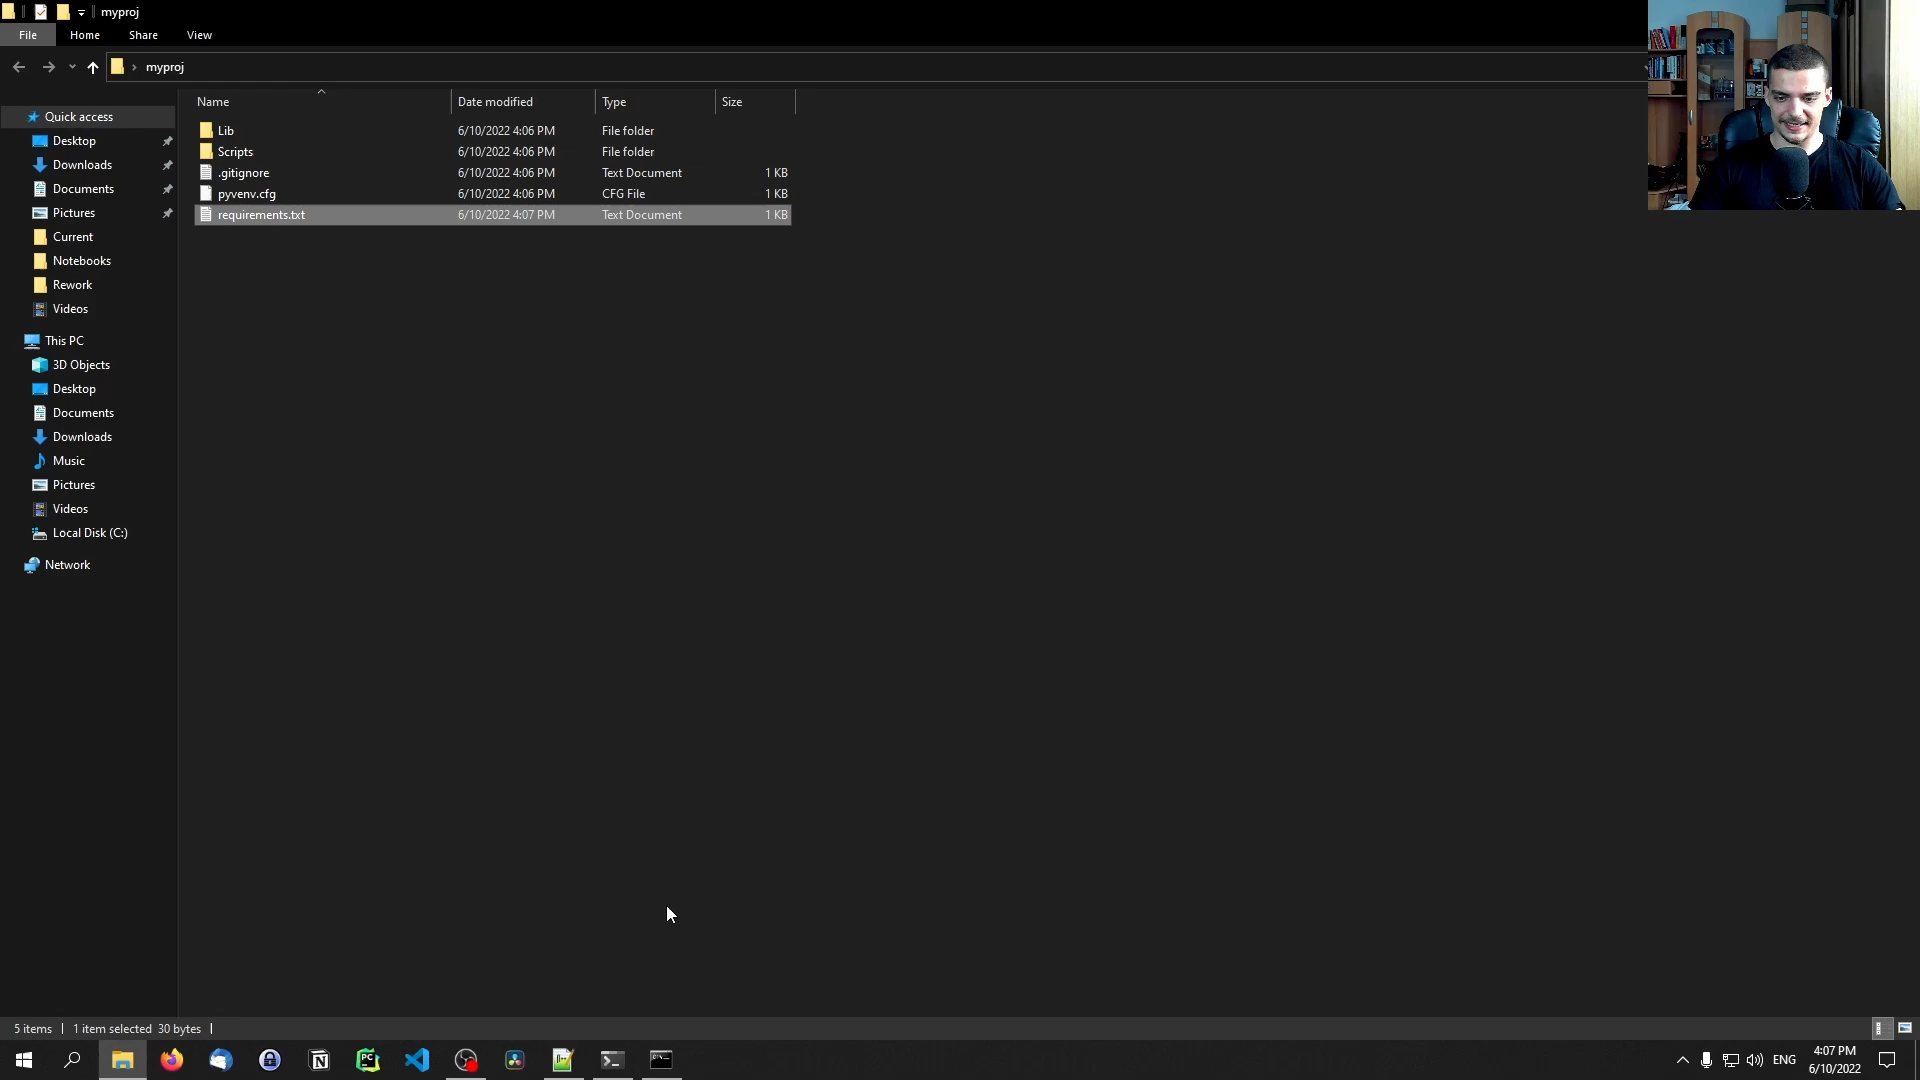 myproj
File Home Share View
myproj
Name Date modified Type Size
Lib 6/10/2022 4:06 PM File folder
Scripts 6/10/2022 4:06 PM File folder
.gitignore 6/10/2022 4:06 PM Text Document 1 KB
pyvenv.cfg 6/10/2022 4:06 PM CFG File 1 KB
requirements.txt 6/10/2022 4:07 PM Text Document 1 KB
Quick access
Desktop
Downloads
Documents
Pictures
Current
Notebooks
Rework
Videos
This PC
3D Objects
Desktop
Documents
Downloads
Music
Pictures
Videos
Local Disk (C:)
Network
5 items 1 item selected 30 bytes
ENG
4:07 PM
6/10/2022